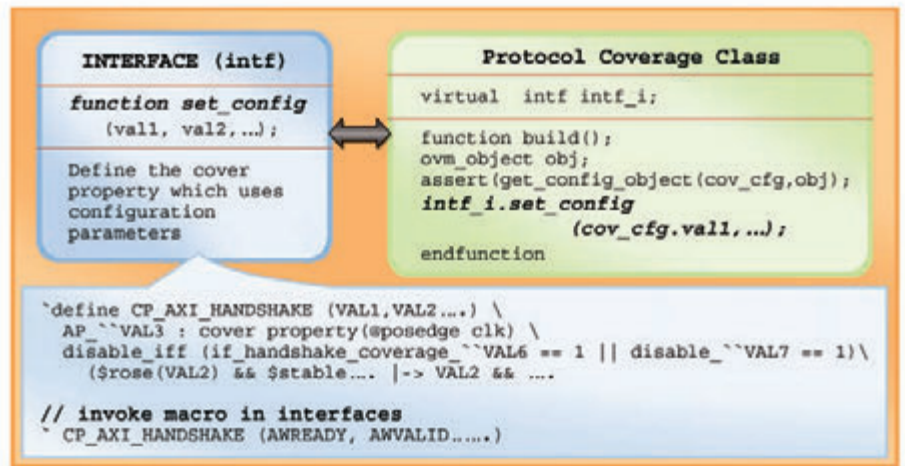 INTERFACE (intf)
function set_config
(val1, val2,…);
Define the cover
property which uses
configuration
parameters
Protocol Coverage Class
virtual intf intf_i;
function build();
ovm_object obj;
assert(get_config_object(cov_cfg,obj);
intf_i.set_config
(cov_cfg.val1,…);
endfunction
`define CP_AXI_HANDSHAKE (VAL1,VAL2....) \
AP_``VAL3 : cover property(@posedge clk) \
disable_iff (if_handshake_coverage_``VAL6 == 1 || disable_``VAL7 == 1)\
($rose(VAL2) && $stable…. |-> VAL2 && ….
// invoke macro in interfaces
` CP_AXI_HANDSHAKE (AWREADY, AWVALID……)